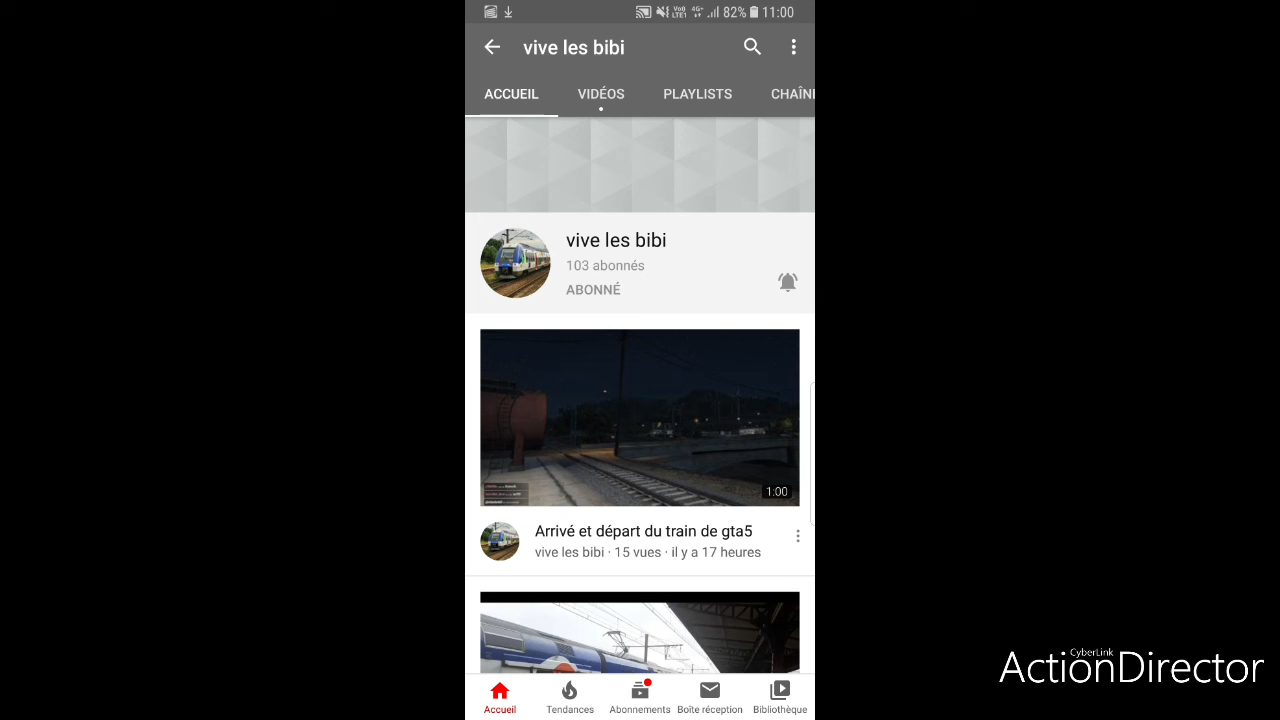 82% 11:00
vive les bibi
ACCUEIL VIDÉOS PLAYLISTS CHAÎN
vive les bibi
103 abonnés
ABONNÉ
1:00
Arrivé et départ du train de gta5
vive les bibi · 15 vues · il y a 17 heures
Accueil Tendances Abonnements Boîte réception Bibliothèque
CyberLink
ActionDirector